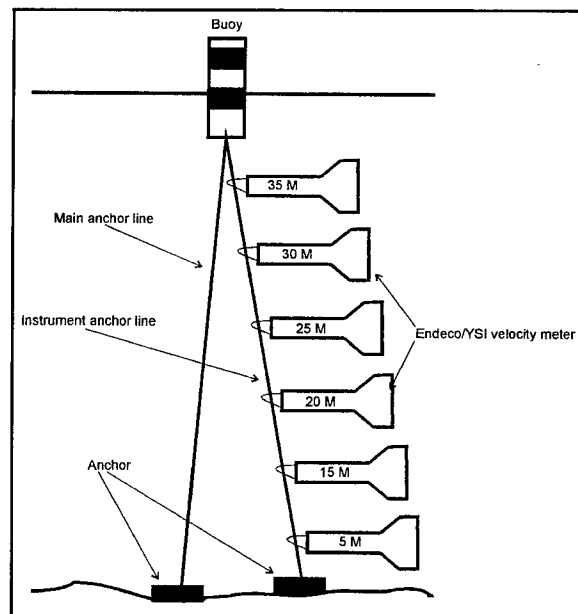 Buoy
35 M
Main anchor line
30 M
instrument anchor line
25 M
Endeco/YSI velocity meter
20 M
Anchor
15 M
5 M